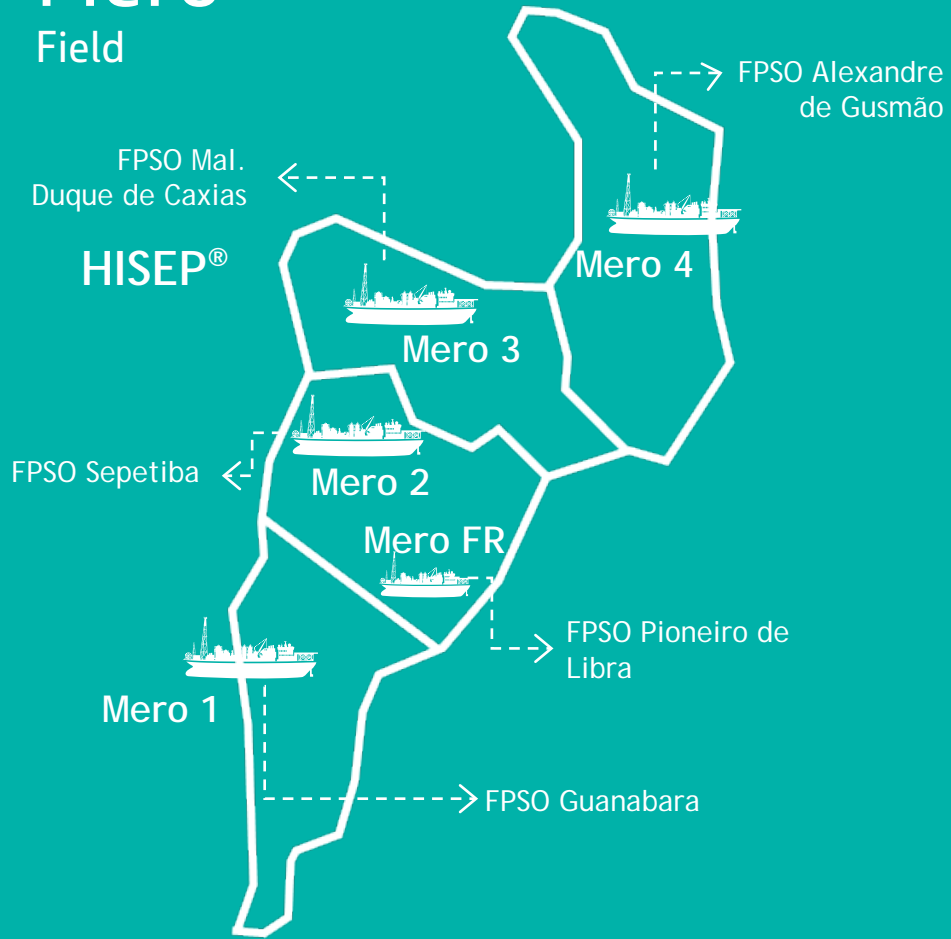 Mero
Field
FPSO Alexandre
de Gusmão
FPSO Mal.
Duque de Caxias
HISEP®
Mero 4
Mero 3
FPSO Sepetiba
Mero 2
Mero FR
FPSO Pioneiro de
Libra
Mero 1
FPSO Guanabara